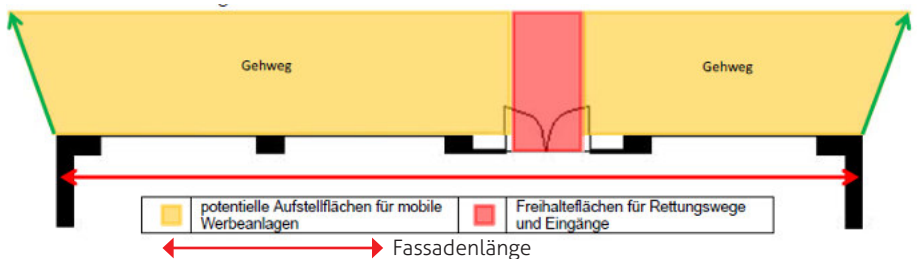 Gehweg
Gehweg
potentielle Aufstellflächen für mobile
Werbeanlagen
Freihalteflächen für Rettungswege
und Eingänge
Fassadenlänge